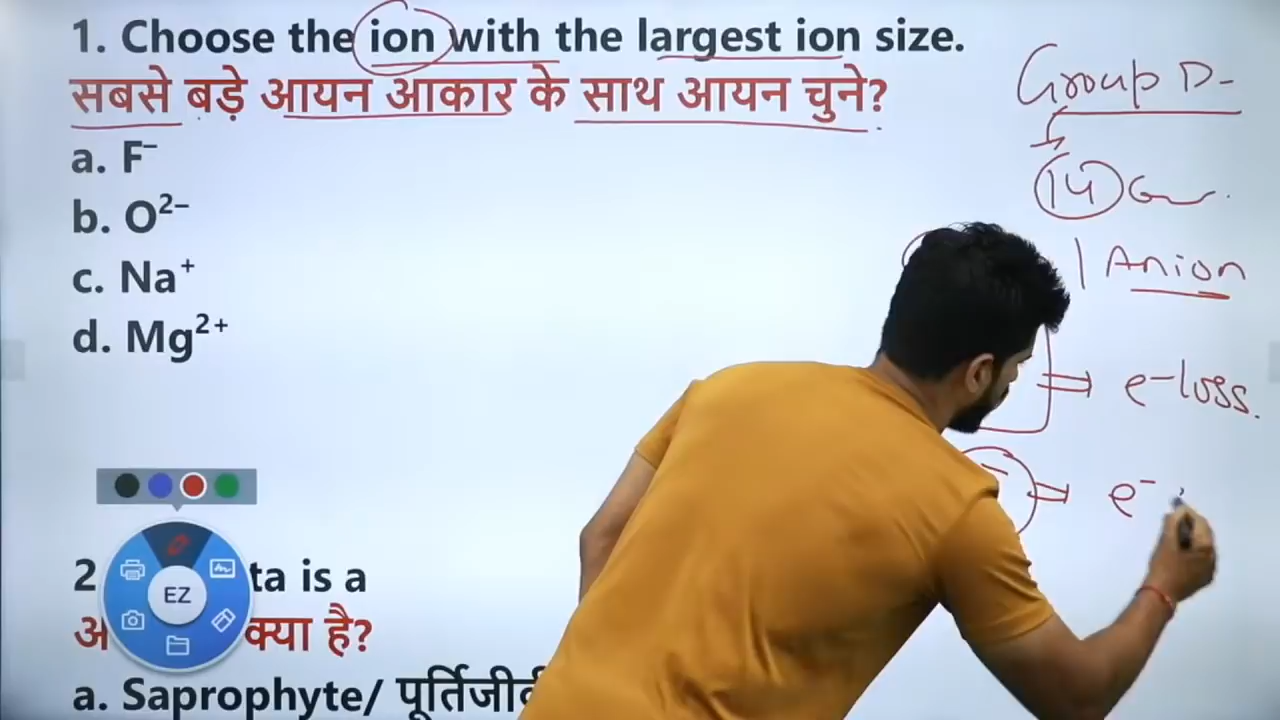 1. Choose the ion with the largest ion size.
सबसे बड़े आयन आकार के साथ आयन चुने?
a. F⁻
b. O²⁻
c. Na⁺
d. Mg²⁺
Group D-
14
Anion
e-loss.
e⁻
EZ
2 ta is a
अ क्या है?
a. Saprophyte/